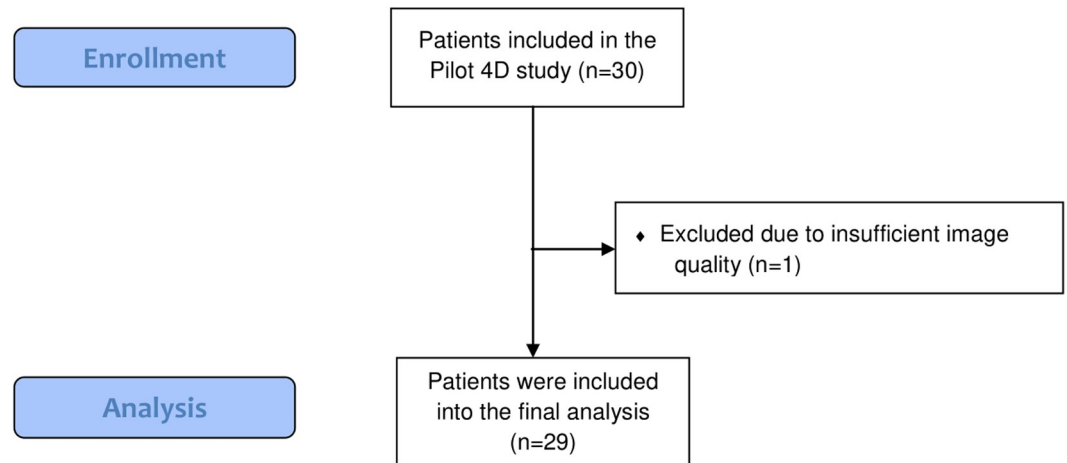 Enrollment
Patients included in the
Pilot 4D study (n=30)
♦ Excluded due to insufficient image
quality (n=1)
Analysis
Patients were included
into the final analysis
(n=29)